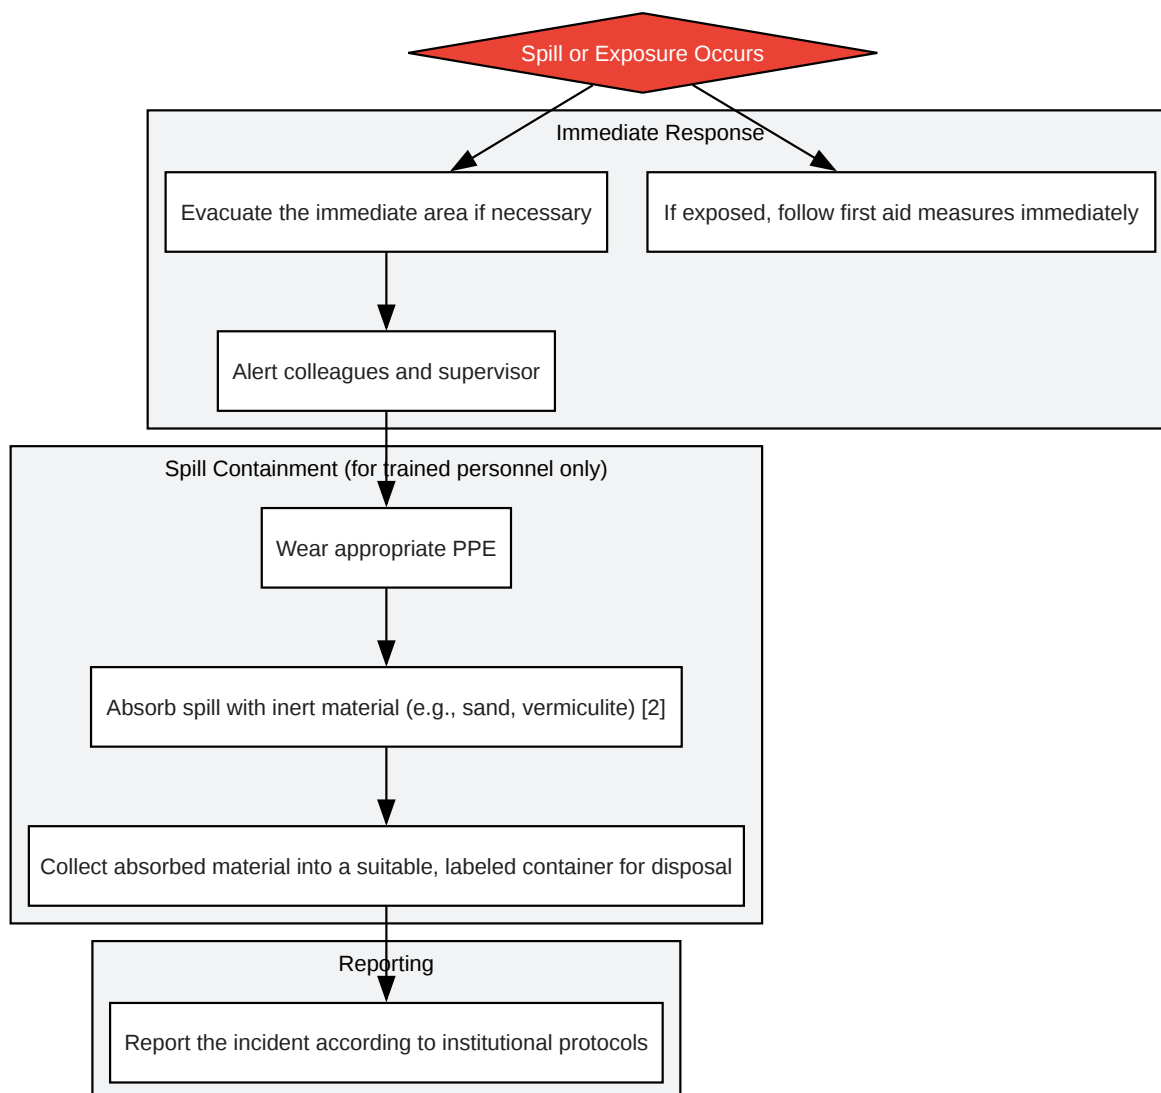 Spill or Exposure Occurs
Immediate Response
Evacuate the immediate area if necessary
If exposed, follow first aid measures immediately
Alert colleagues and supervisor
Spill Containment (for trained personnel only)
Wear appropriate PPE
Absorb spill with inert material (e.g., sand, vermiculite) [2]
Collect absorbed material into a suitable, labeled container for disposal
Reporting
Report the incident according to institutional protocols